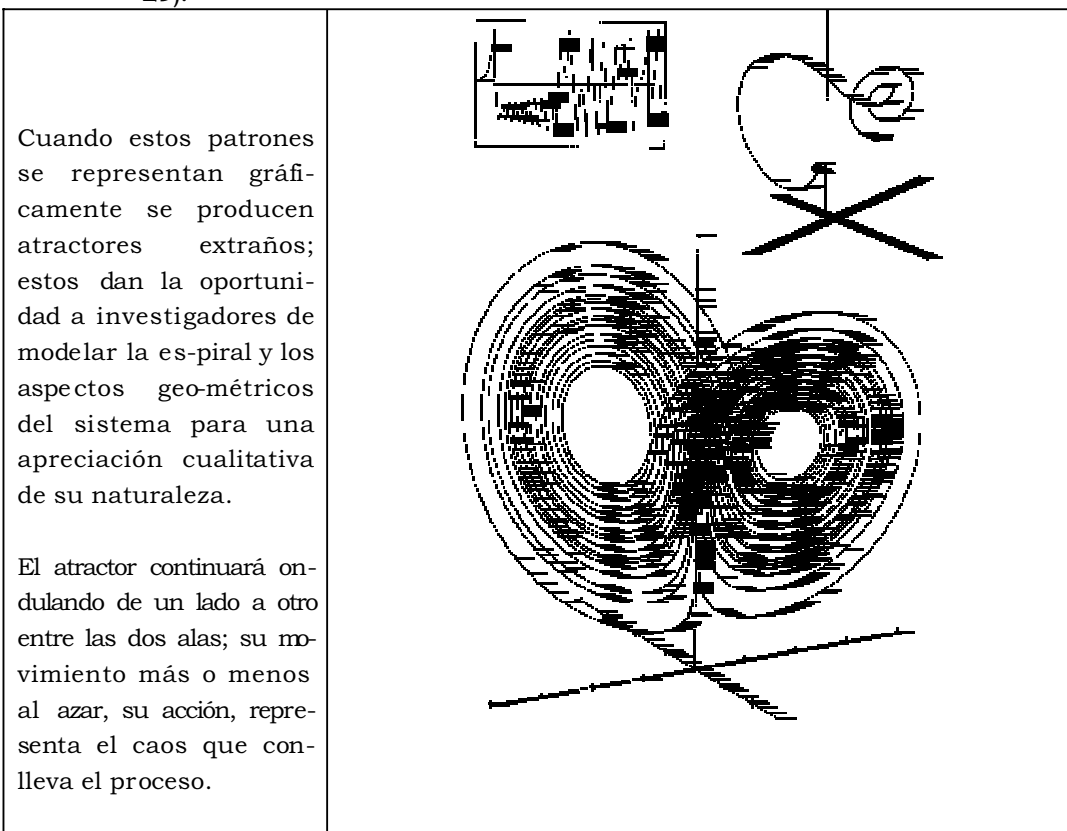 29).
Cuando estos patrones
se representan gráfi-
camente se producen
atractores extraños;
estos dan la oportuni-
dad a investigadores de
modelar la es-piral y los
aspectos geo-métricos
del sistema para una
apreciación cualitativa
de su naturaleza.
El atractor continuará on-
dulando de un lado a otro
entre las dos alas; su mo-
vimiento más o menos
al azar, su acción, repre-
senta el caos que con-
lleva el proceso.